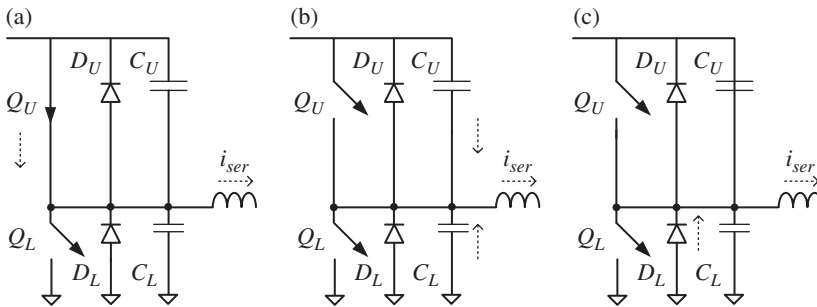 (a)
(b)
(c)
D_U C_U
D_U C_U
D_U C_U
Q_U
Q_U
Q_U
i_ser
i_ser
i_ser
Q_L
Q_L
Q_L
D_L C_L
D_L C_L
D_L C_L